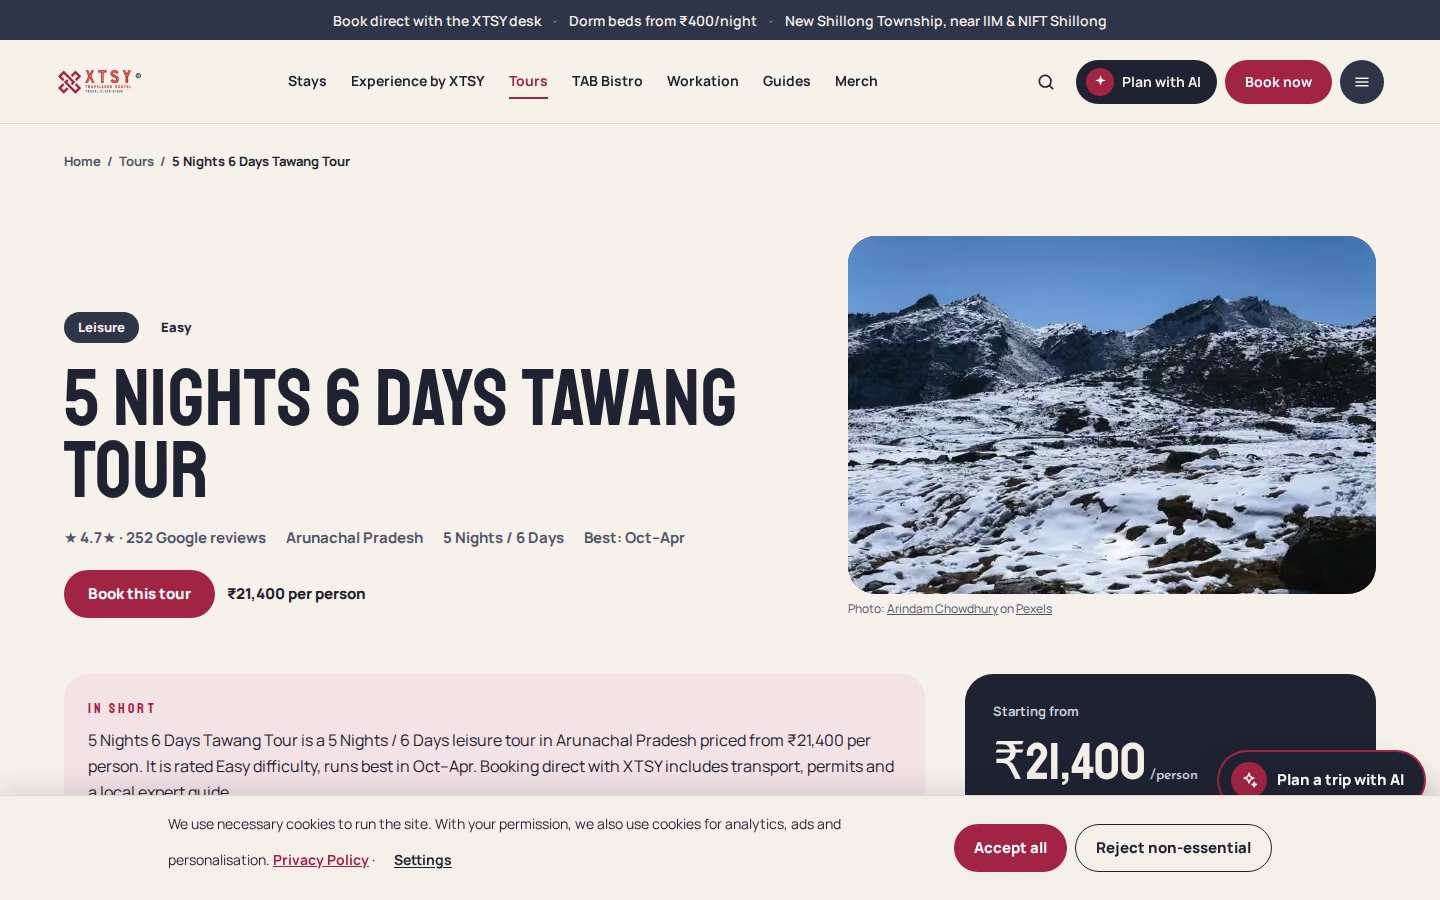 Book direct with the XTSY desk · Dorm beds from ₹400/night · New Shillong Township, near IIM & NIFT Shillong
XTSY
Stays Experience by XTSY Tours TAB Bistro Workation Guides Merch
Plan with AI
Book now
Home / Tours / 5 Nights 6 Days Tawang Tour
Leisure Easy
5 NIGHTS 6 DAYS TAWANG
TOUR
★ 4.7★ · 252 Google reviews Arunachal Pradesh 5 Nights / 6 Days Best: Oct–Apr
Book this tour ₹21,400 per person
Photo: Arindam Chowdhury on Pexels
IN SHORT
5 Nights 6 Days Tawang Tour is a 5 Nights / 6 Days leisure tour in Arunachal Pradesh priced from ₹21,400 per
person. It is rated Easy difficulty, runs best in Oct–Apr. Booking direct with XTSY includes transport, permits and
a local expert guide.
Starting from
₹21,400 /person
Plan a trip with AI
We use necessary cookies to run the site. With your permission, we also use cookies for analytics, ads and
personalisation. Privacy Policy · Settings
Accept all
Reject non-essential